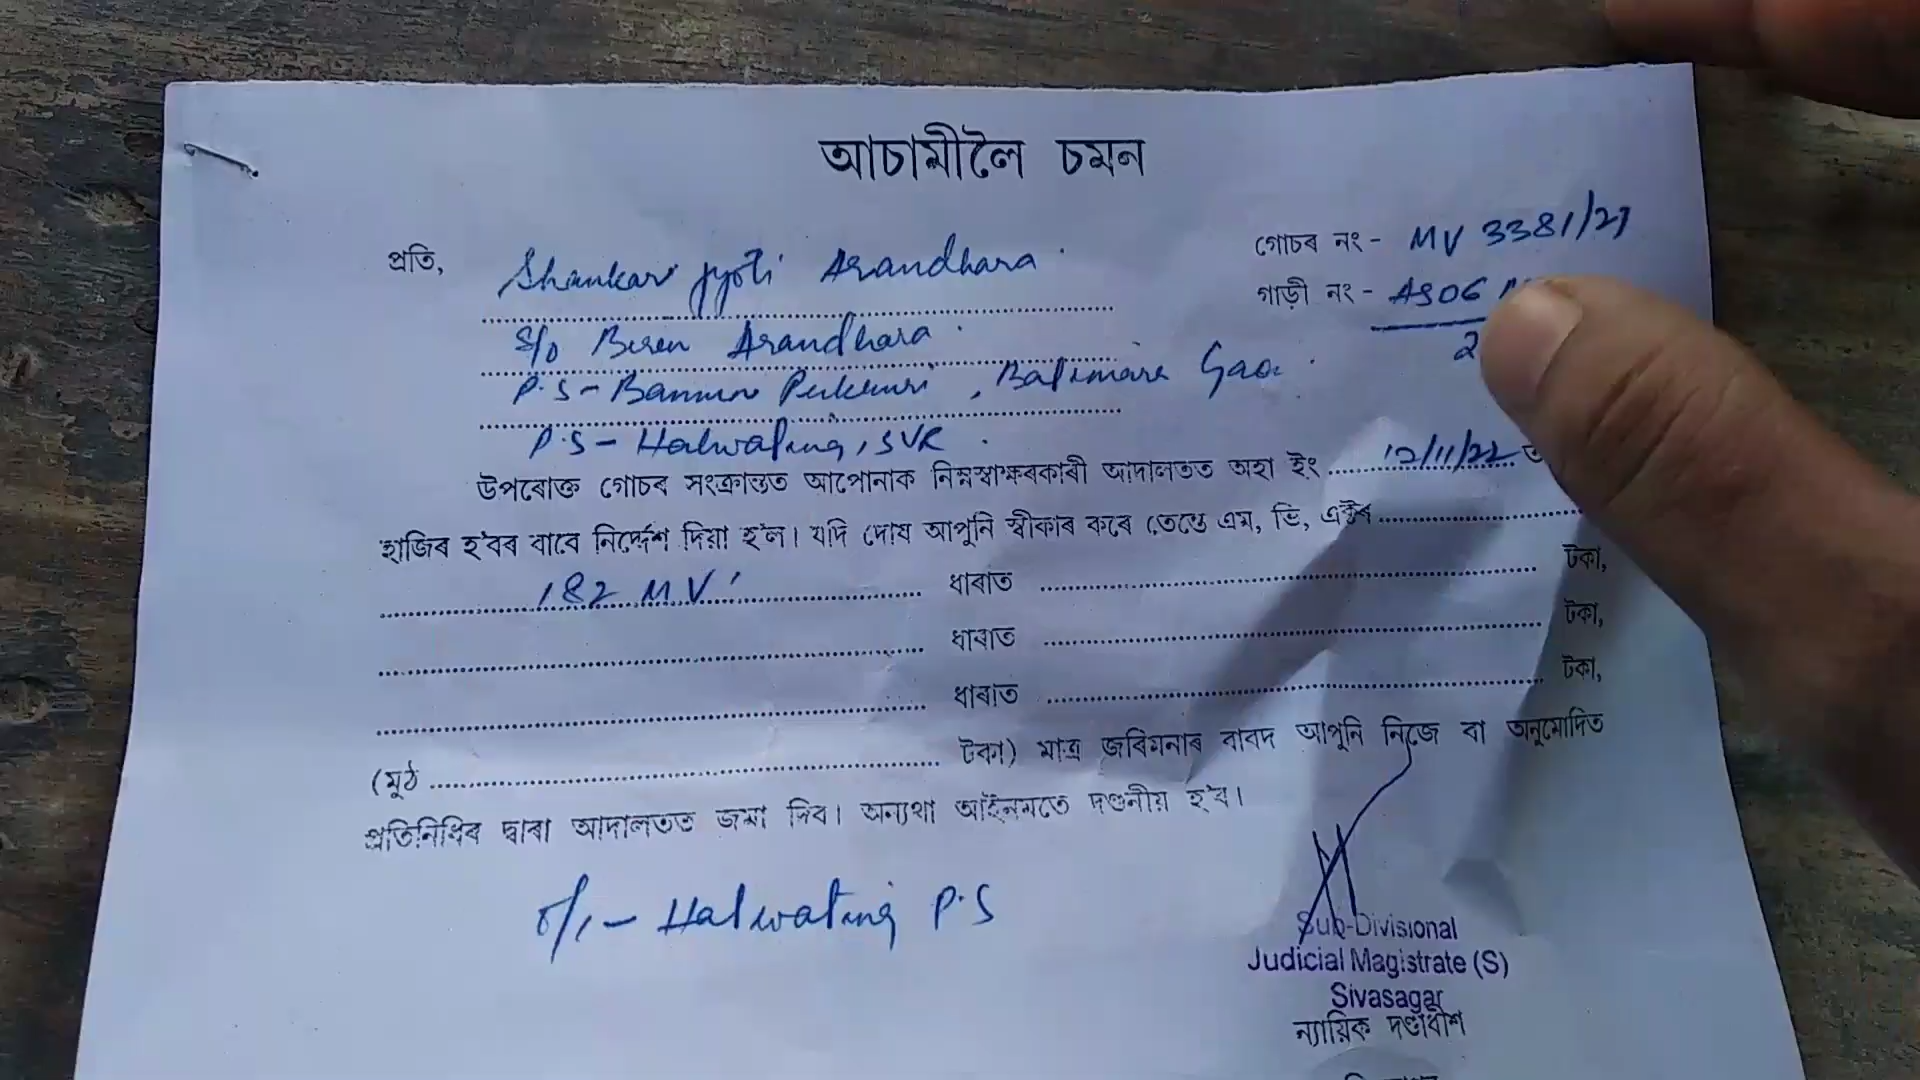 আচামীলৈ চমন
প্ৰতি,
Shankar Jyoti Arandhara
গোচৰ নং - MV 3381/21
গাড়ী নং - AS06
2
S/o Biren Arandhara
P.S - Bamun Pukhuri, Balimara Gao
P.S - Halwating, SVR
উপৰোক্ত গোচৰ সংক্ৰান্তত আপোনাক নিম্নস্বাক্ষৰকাৰী আদালতত অহা ইং 12/11/22
হাজিৰ হ'বৰ বাবে নিৰ্দ্দেশ দিয়া হ'ল। যদি দোষ আপুনি স্বীকাৰ কৰে তেন্তে এম, ভি, এক্টৰ
182 MV ধাৰাত টকা,
ধাৰাত টকা,
ধাৰাত টকা,
(মুঠ টকা) মাত্ৰ জৰিমনাৰ বাবদ আপুনি নিজে বা অনুমোদিত
প্ৰতিনিধিৰ দ্বাৰা আদালতত জমা দিব। অন্যথা আইনমতে দণ্ডনীয় হ'ব।
O/C - Halwating P.S
Sub-Divisional
Judicial Magistrate (S)
Sivasagar
ন্যায়িক দণ্ডাধীশ